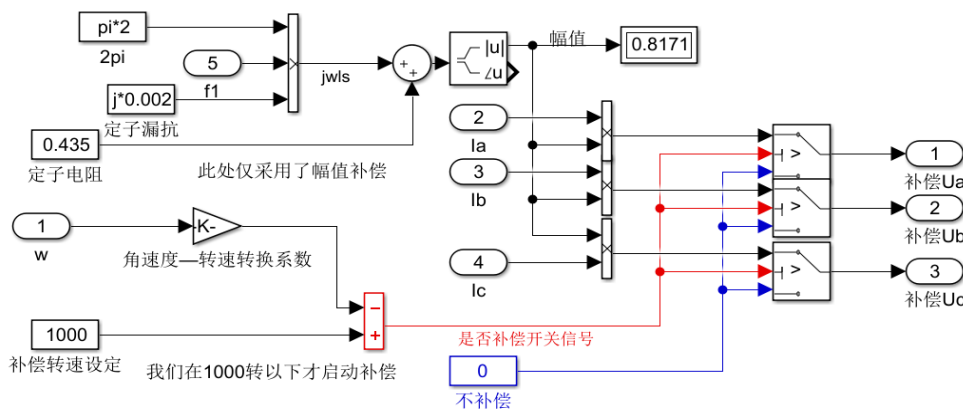 pi*2
2pi
5
f1
j*0.002
定子漏抗
0.435
定子电阻
jwls
+
+
|u|
∠u
幅值
0.8171
此处仅采用了幅值补偿
2
Ia
3
Ib
4
Ic
×
×
×
×
>
>
>
1
补偿Ua
2
补偿Ub
3
补偿Uc
1
w
-K-
角速度—转速转换系数
−
+
1000
补偿转速设定
我们在1000转以下才启动补偿
是否补偿开关信号
0
不补偿